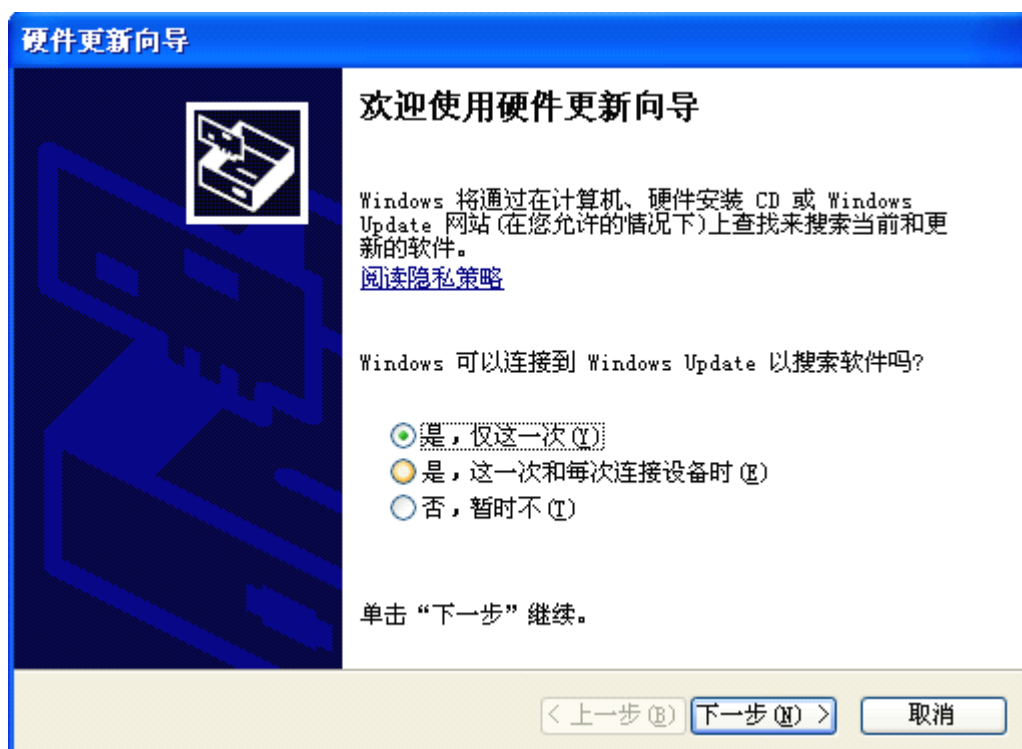 硬件更新向导
欢迎使用硬件更新向导
Windows 将通过在计算机、硬件安装 CD 或 Windows
Update 网站(在您允许的情况下)上查找来搜索当前和更
新的软件。
阅读隐私策略
Windows 可以连接到 Windows Update 以搜索软件吗?
是，仅这一次(Y)
是，这一次和每次连接设备时(E)
否，暂时不(T)
单击“下一步”继续。
< 上一步(B) 下一步(N) > 取消